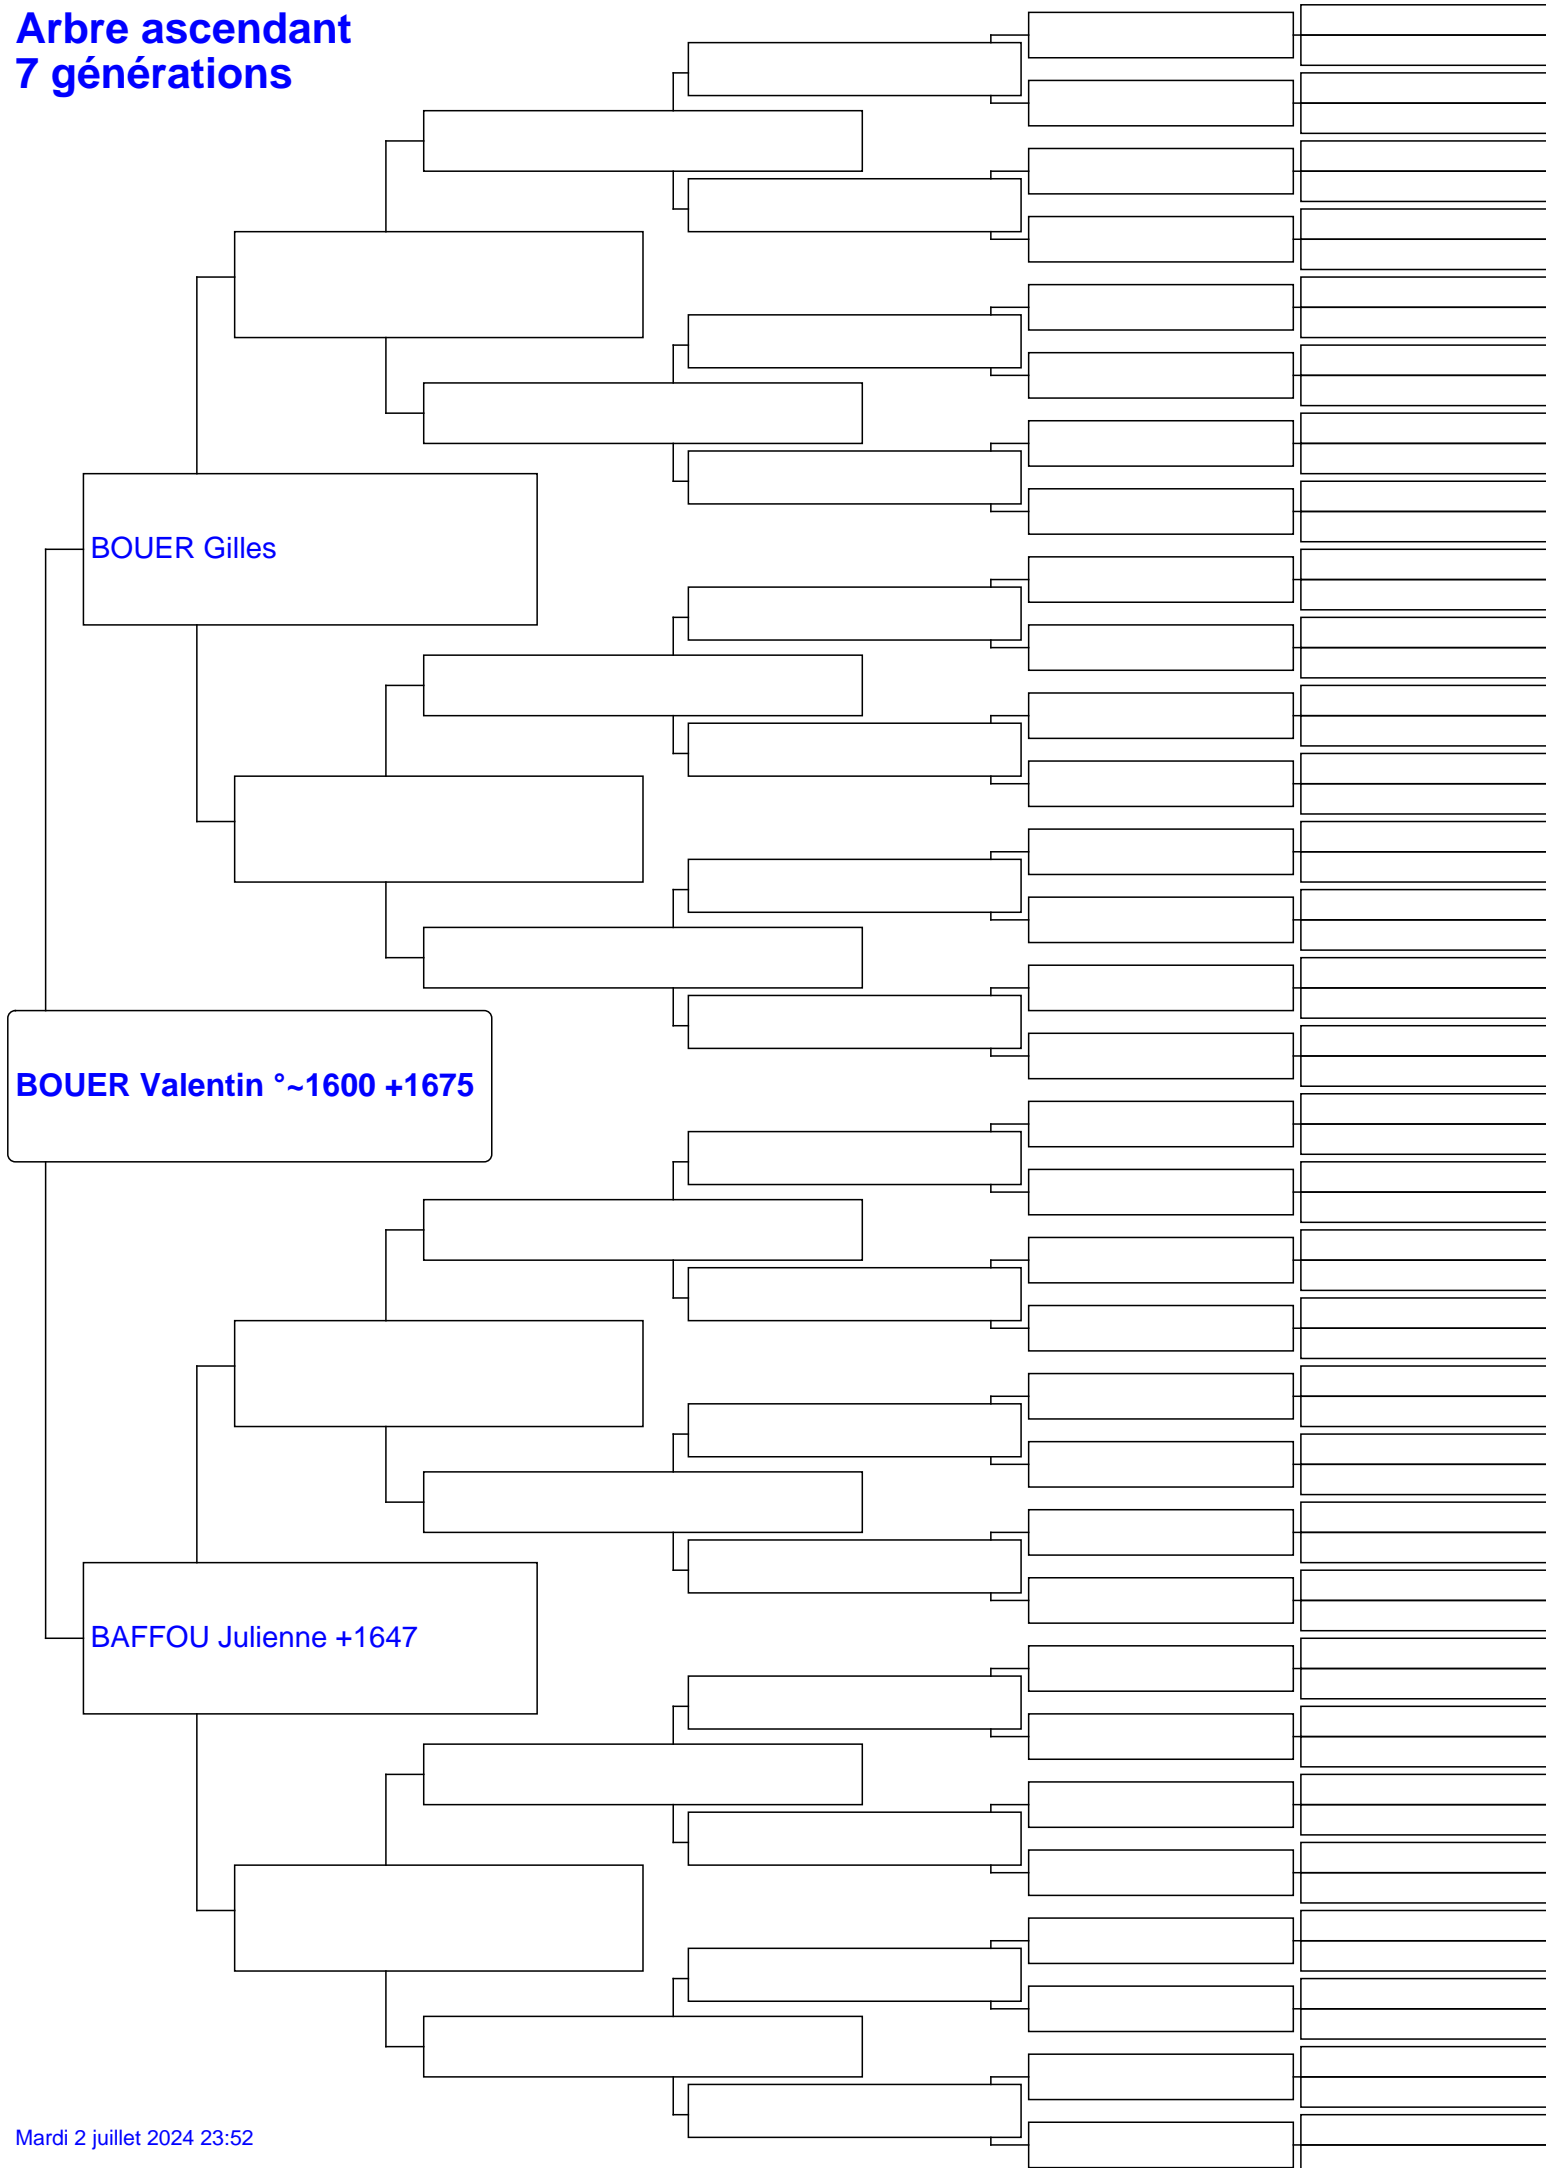 Arbre ascendant
7 générations
BOUER Gilles
BOUER Valentin °~1600 +1675
BAFFOU Julienne +1647
Mardi 2 juillet 2024 23:52